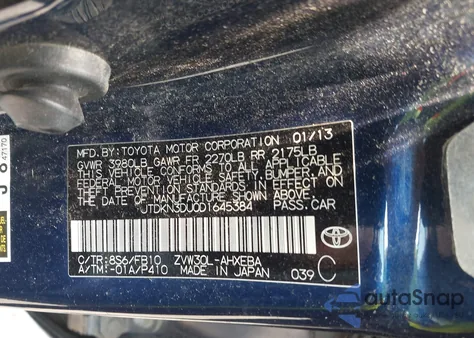 MFD. BY: TOYOTA MOTOR CORPORATION 01/13
GVWR 3980LB GAWR FR 2270LB RR 2175LB
THIS VEHICLE CONFORMS TO ALL APPLICABLE
FEDERAL MOTOR VEHICLE SAFETY, BUMPER, AND
THEFT PREVENTION STANDARDS IN EFFECT ON
THE DATE OF MANUFACTURE SHOWN ABOVE.
JTDKN3DU0D1645384 PASS.CAR
C/TR: 8S6/FB10 ZVW30L-AHXEBA
A/TM: -01A/P410 MADE IN JAPAN 039 C
TOYOTA
47170
autoSnap